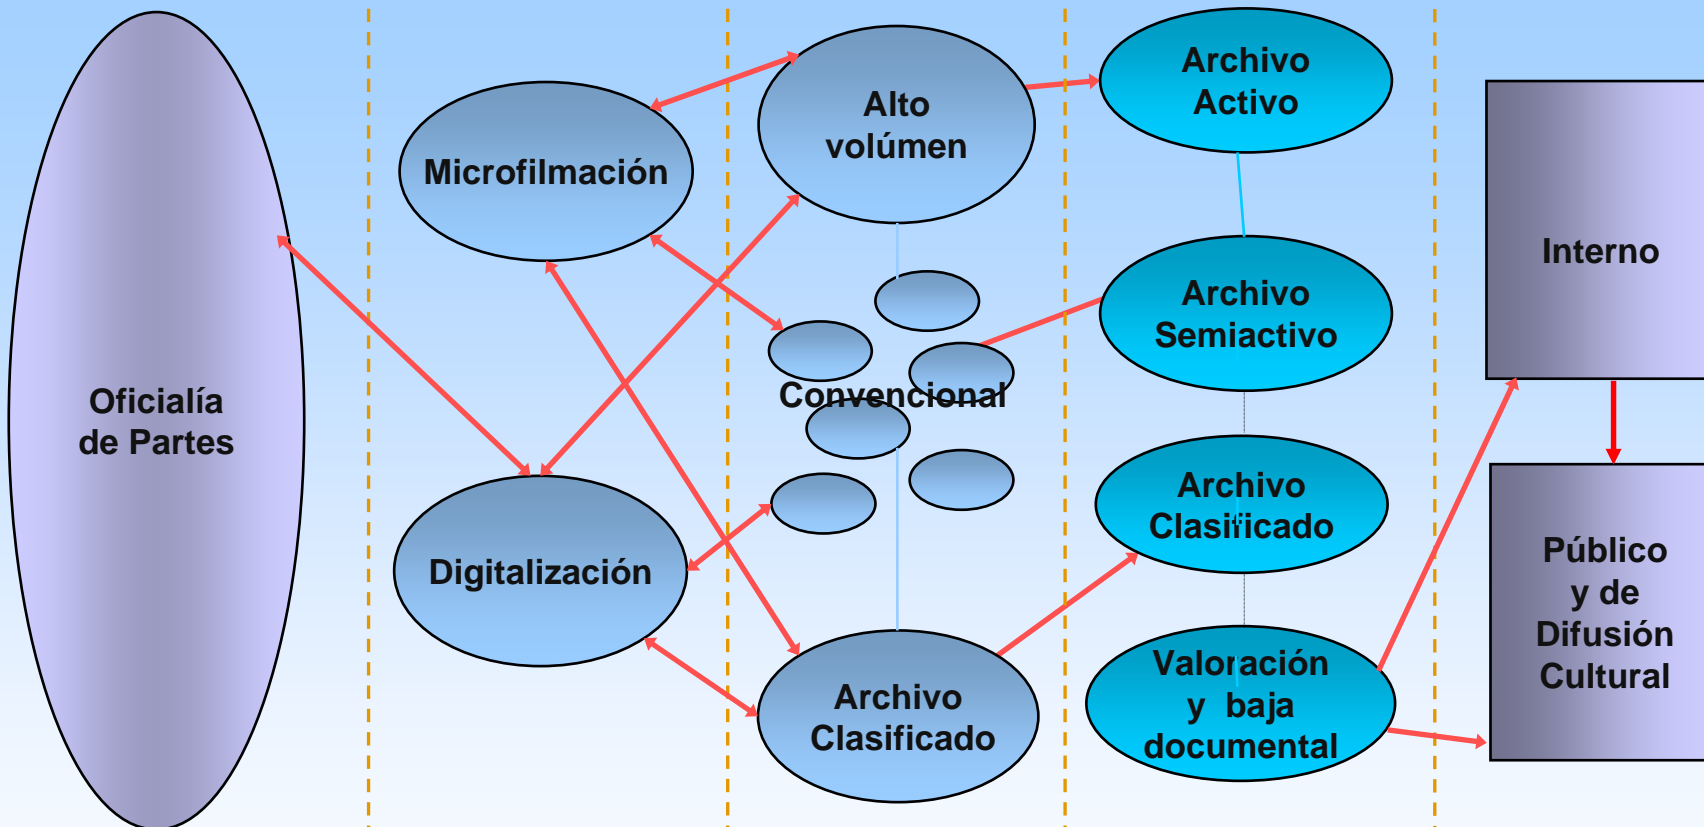 Oficialía
de Partes
Microfilmación
Digitalización
Alto
volúmen
Convencional
Archivo
Clasificado
Archivo
Activo
Archivo
Semiactivo
Archivo
Clasificado
Valoración
y baja
documental
Interno
Público
y de
Difusión
Cultural